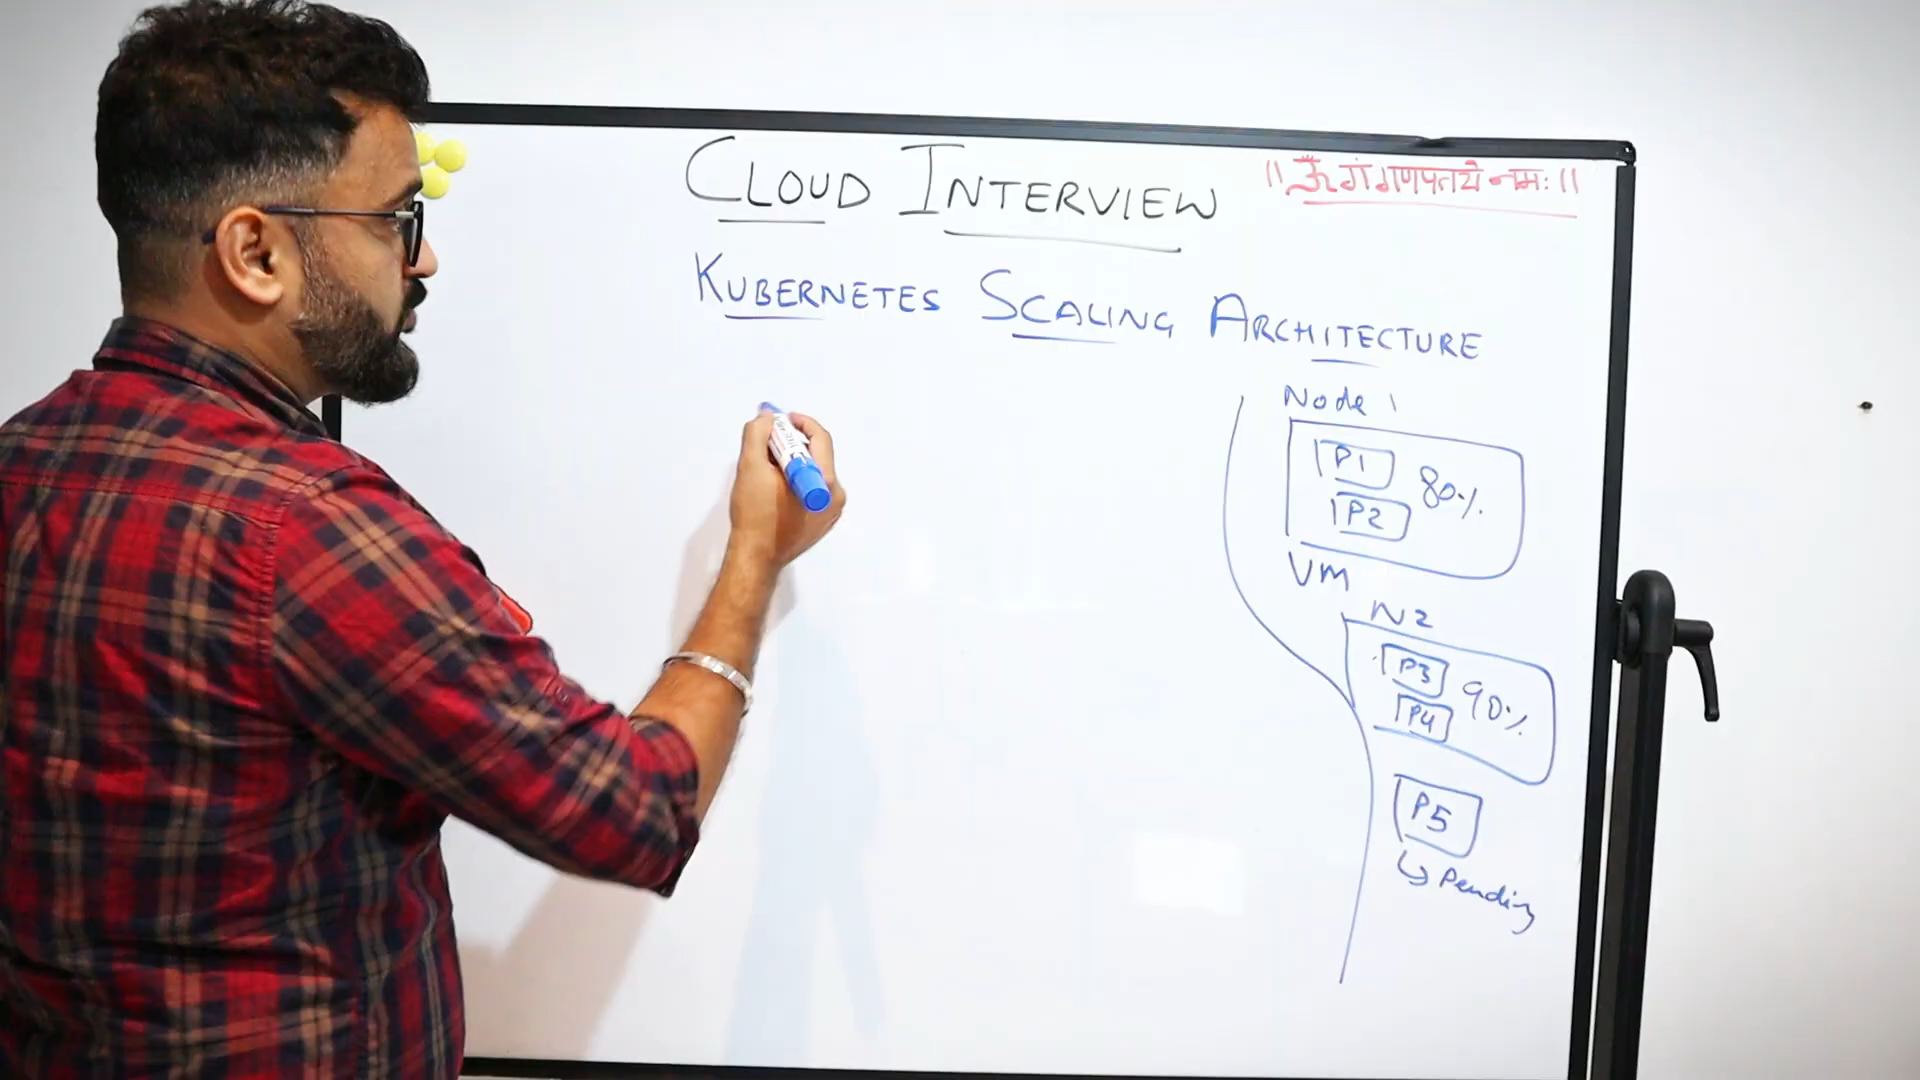 CLOUD INTERVIEW
॥ ॐ गं गणपतये नमः ॥
KUBERNETES SCALING ARCHITECTURE
Node 1
P1
80%
P2
VM
N2
P3
90%
P4
P5
↳ Pending